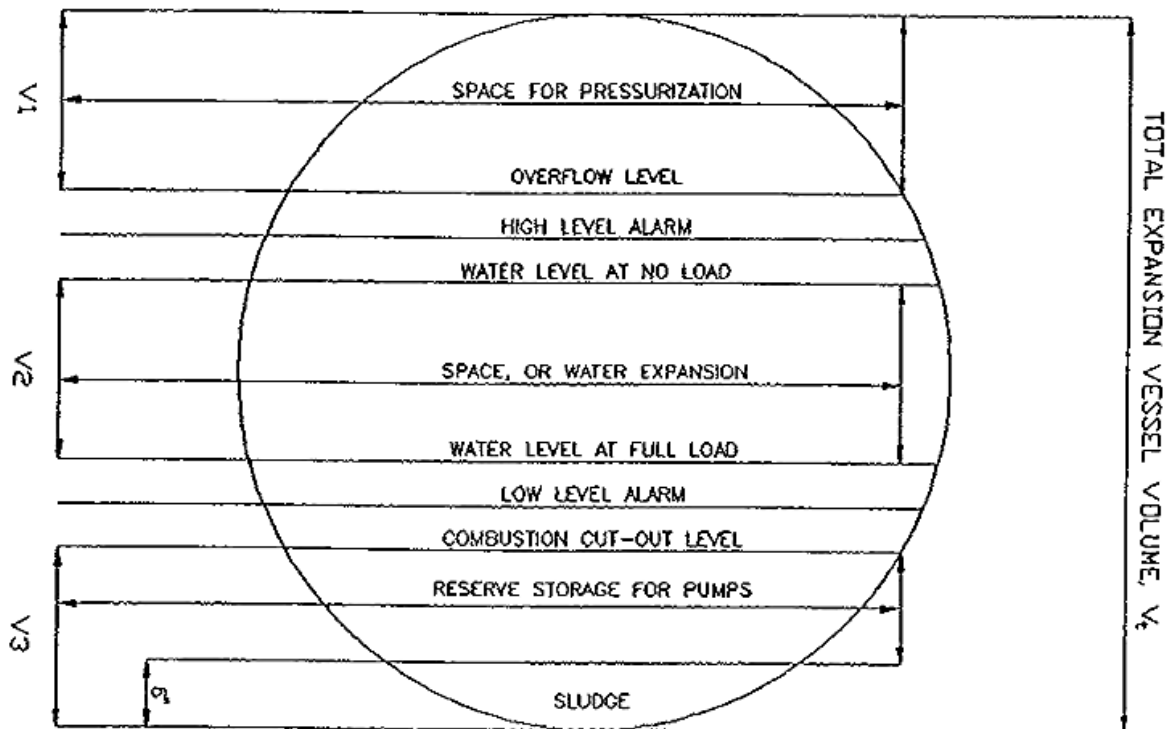 V1
SPACE FOR PRESSURIZATION
OVERFLOW LEVEL
HIGH LEVEL ALARM
WATER LEVEL AT NO LOAD
V2
SPACE, OR WATER EXPANSION
WATER LEVEL AT FULL LOAD
LOW LEVEL ALARM
COMBUSTION CUT-OUT LEVEL
RESERVE STORAGE FOR PUMPS
V3
SLUDGE
TOTAL EXPANSION VESSEL VOLUME, Vt